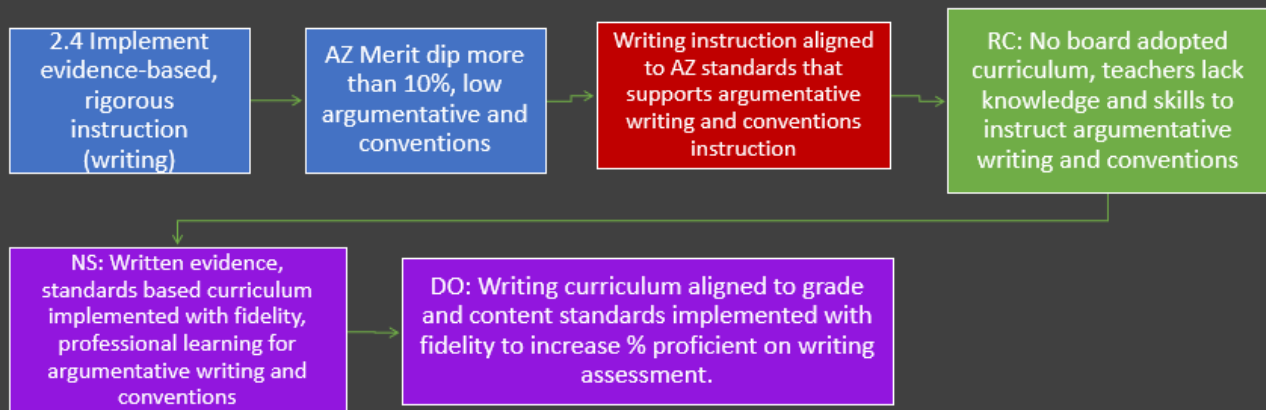 2.4 Implement
evidence-based,
rigorous
instruction
(writing)
AZ Merit dip more
than 10%, low
argumentative and
conventions
Writing instruction aligned
to AZ standards that
supports argumentative
writing and conventions
instruction
RC: No board adopted
curriculum, teachers lack
knowledge and skills to
instruct argumentative
writing and conventions
NS: Written evidence,
standards based curriculum
implemented with fidelity,
professional learning for
argumentative writing and
conventions
DO: Writing curriculum aligned to grade
and content standards implemented with
fidelity to increase % proficient on writing
assessment.